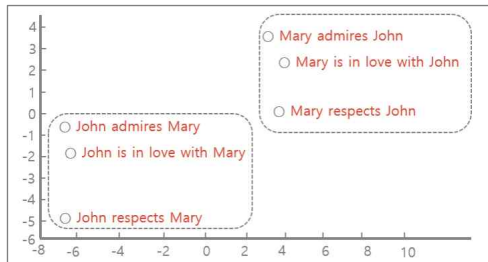 4
3
2
1
0
-1
-2
-3
-4
-5
-6
Mary admires John
Mary is in love with John
Mary respects John
John admires Mary
John is in love with Mary
John respects Mary
-8 -6 -4 -2 0 2 4 6 8 10